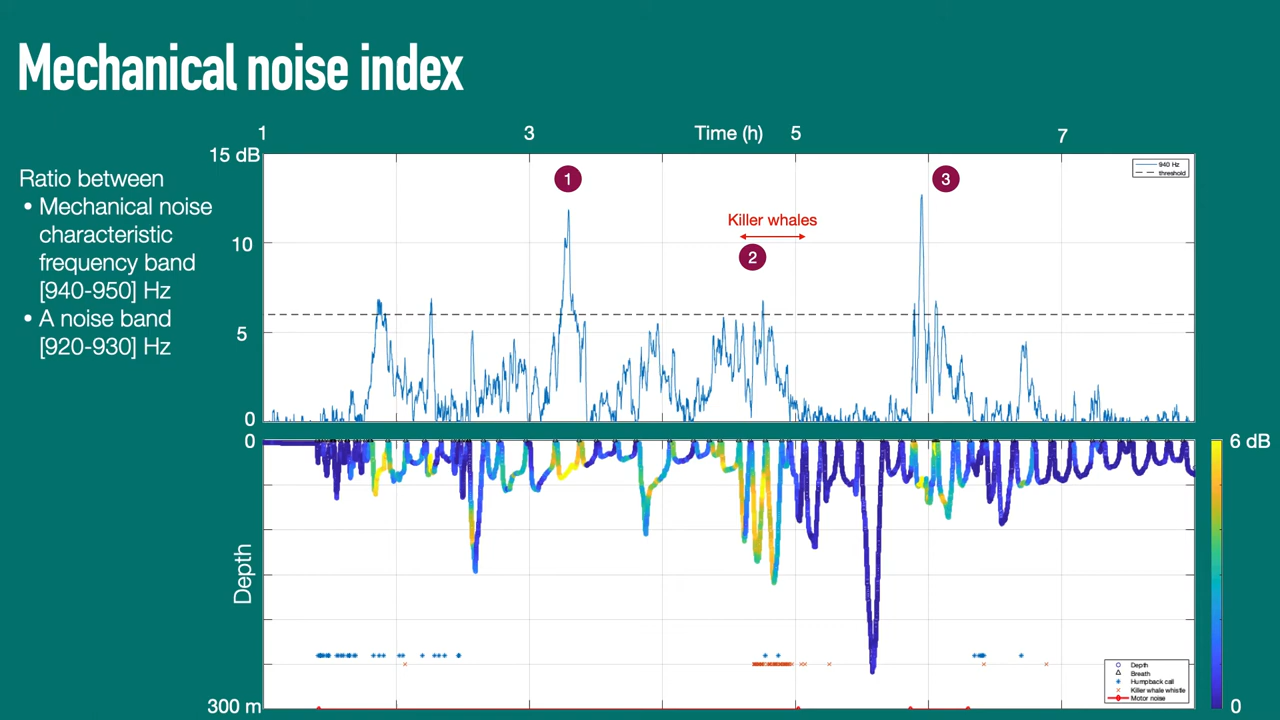 Mechanical noise index
1
3
Time (h)
5
7
Ratio between
• Mechanical noise
characteristic
frequency band
[940-950] Hz
• A noise band
[920-930] Hz
15 dB
10
5
0
1
Killer whales
2
3
940 Hz
threshold
0
Depth
300 m
Depth
Breath
Humpback call
Killer whale whistle
Motor noise
6 dB
0